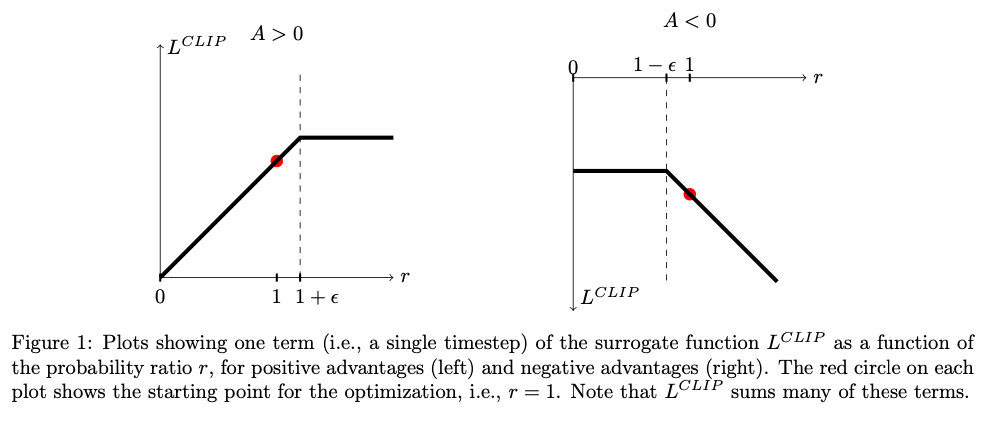 A > 0
L^{CLIP}
r
0 1 1 + ϵ
A < 0
0 1 − ϵ 1
r
L^{CLIP}
Figure 1: Plots showing one term (i.e., a single timestep) of the surrogate function L^{CLIP} as a function of
the probability ratio r, for positive advantages (left) and negative advantages (right). The red circle on each
plot shows the starting point for the optimization, i.e., r = 1. Note that L^{CLIP} sums many of these terms.